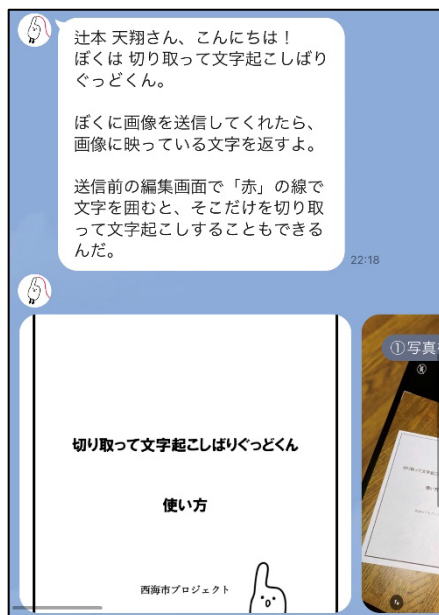 辻本 天翔さん、こんにちは！
ぼくは 切り取って文字起こしばり
ぐっどくん。
ぼくに画像を送信してくれたら、
画像に映っている文字を返すよ。
送信前の編集画面で「赤」の線で
文字を囲むと、そこだけを切り取
って文字起こしすることもできる
んだ。
22:18
切り取って文字起こしばりぐっどくん
使い方
西海市プロジェクト
①写真